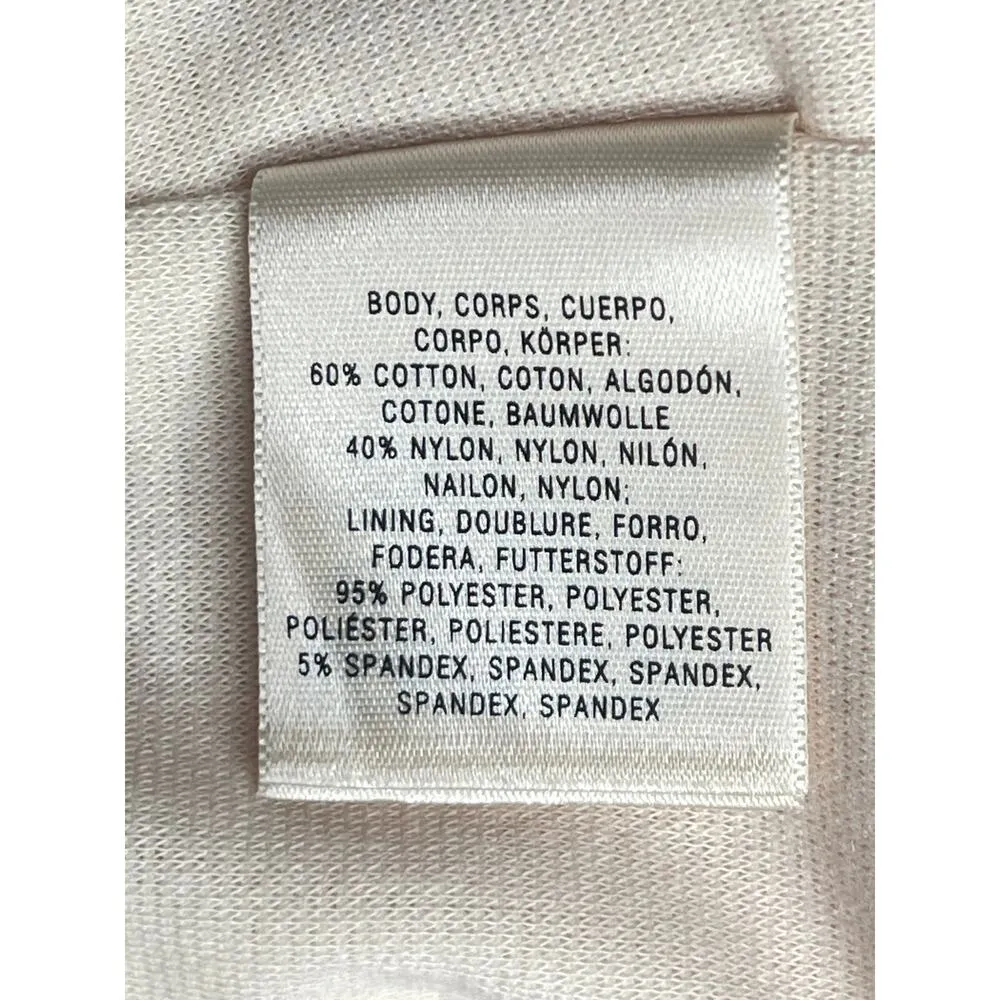 BODY, CORPS, CUERPO,
CORPO, KÖRPER:
60% COTTON, COTON, ALGODÓN,
COTONE, BAUMWOLLE
40% NYLON, NYLON, NILÓN,
NAILON, NYLON;
LINING, DOUBLURE, FORRO,
FODERA, FUTTERSTOFF:
95% POLYESTER, POLYESTER,
POLIÉSTER, POLIESTERE, POLYESTER
5% SPANDEX, SPANDEX, SPANDEX,
SPANDEX, SPANDEX